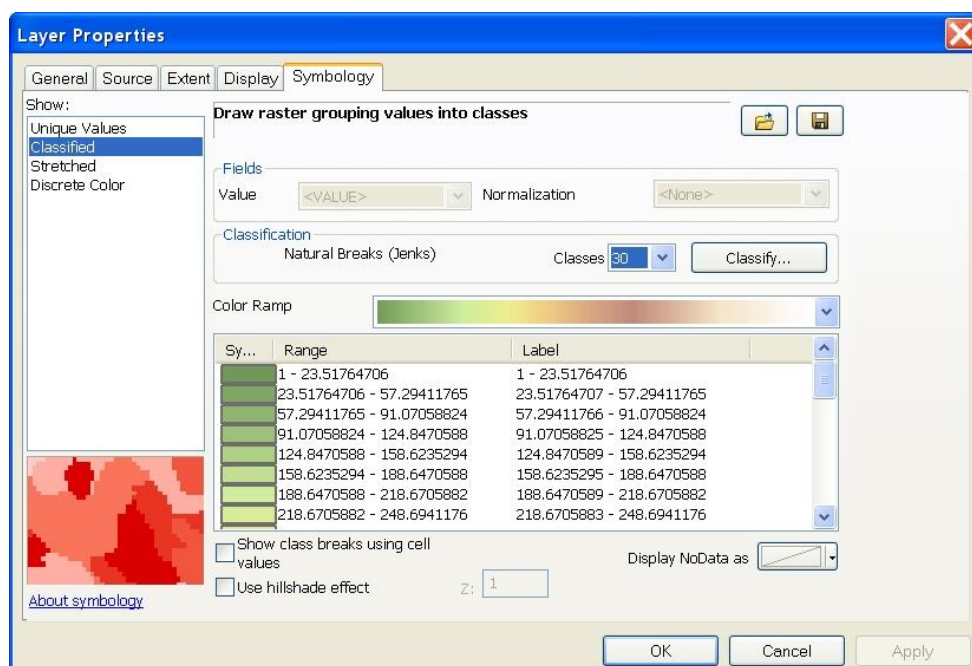 Layer Properties
General Source Extent Display Symbology
Show:
Unique Values
Classified
Stretched
Discrete Color
About symbology
Draw raster grouping values into classes
Fields
Value <VALUE> Normalization <None>
Classification
Natural Breaks (Jenks) Classes 30 Classify...
Color Ramp
Sy... Range Label
1 - 23.51764706 1 - 23.51764706
23.51764706 - 57.29411765 23.51764707 - 57.29411765
57.29411765 - 91.07058824 57.29411766 - 91.07058824
91.07058824 - 124.8470588 91.07058825 - 124.8470588
124.8470588 - 158.6235294 124.8470589 - 158.6235294
158.6235294 - 188.6470588 158.6235295 - 188.6470588
188.6470588 - 218.6705882 188.6470589 - 218.6705882
218.6705882 - 248.6941176 218.6705883 - 248.6941176
Show class breaks using cell
values
Display NoData as
Use hillshade effect Z: 1
OK Cancel Apply